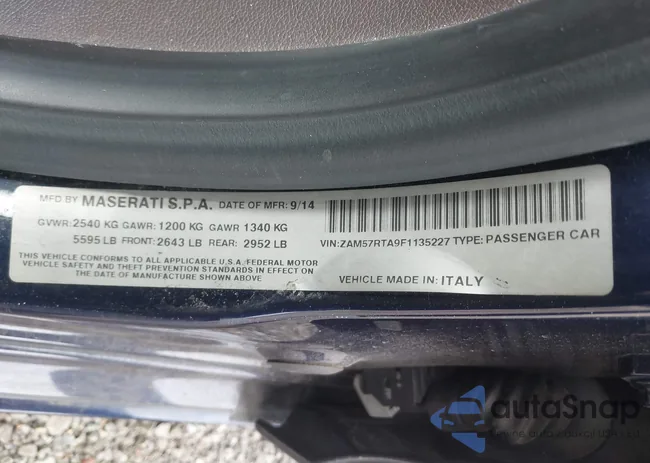 MFD BY MASERATI S.P.A. DATE OF MFR: 9/14
GVWR: 2540 KG GAWR: 1200 KG GAWR 1340 KG
5595 LB FRONT: 2643 LB REAR: 2952 LB
THIS VEHICLE CONFORMS TO ALL APPLICABLE U.S.A. FEDERAL MOTOR
VEHICLE SAFETY AND THEFT PREVENTION STANDARDS IN EFFECT ON
THE DATE OF MANUFACTURE SHOWN ABOVE
VIN: ZAM57RTA9F1135227 TYPE: PASSENGER CAR
VEHICLE MADE IN: ITALY
autoSnap